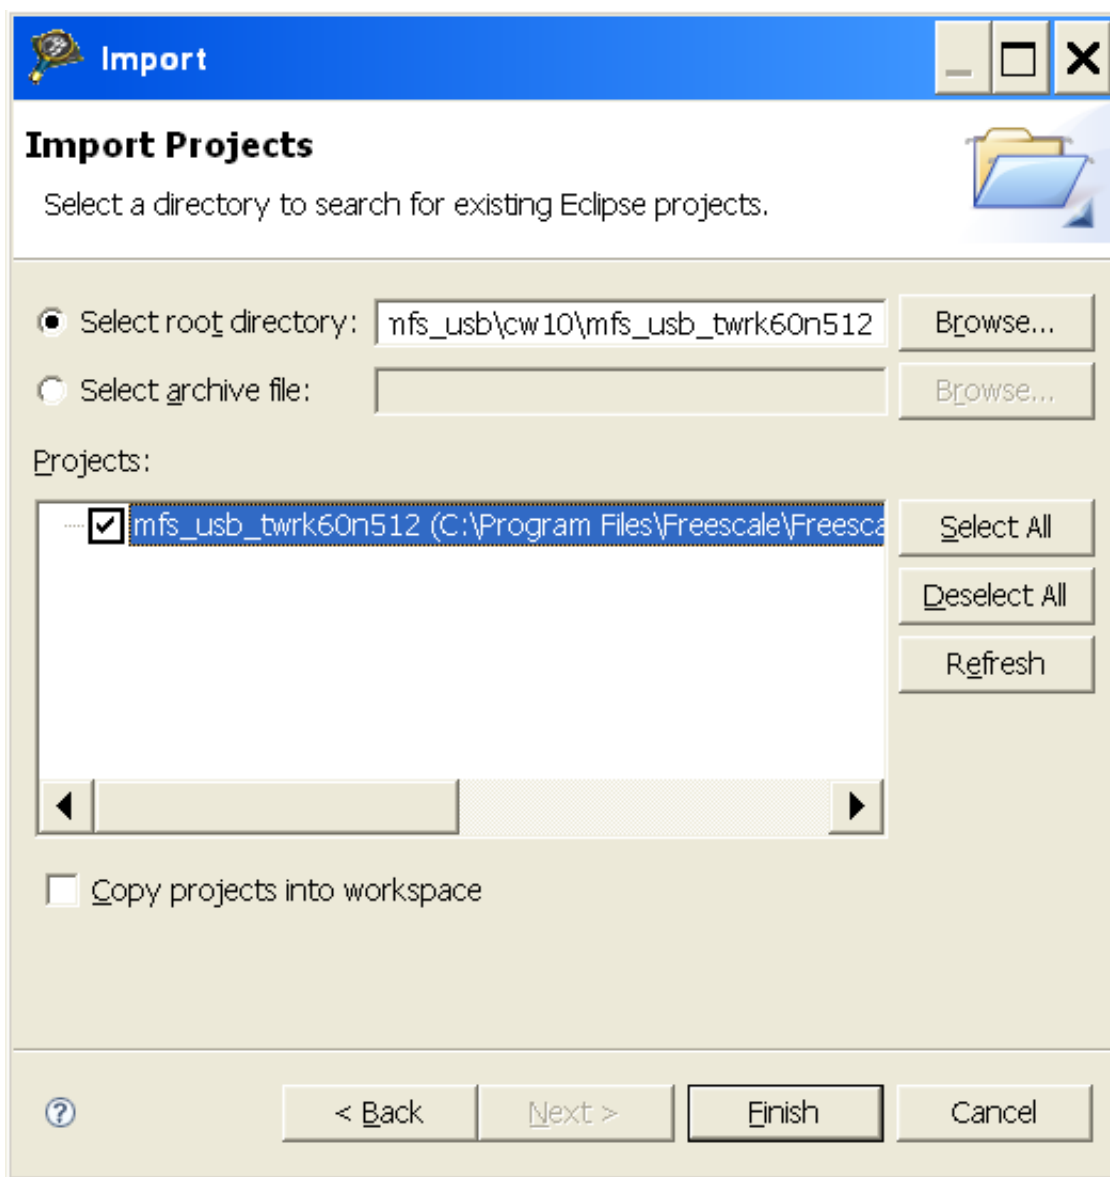 Import
Import Projects
Select a directory to search for existing Eclipse projects.
Select root directory: mfs_usb\cw10\mfs_usb_twrk60n512 Browse...
Select archive file: Browse...
Projects:
mfs_usb_twrk60n512 (C:\Program Files\Freescale\Freesca
Select All
Deselect All
Refresh
Copy projects into workspace
? < Back Next > Finish Cancel